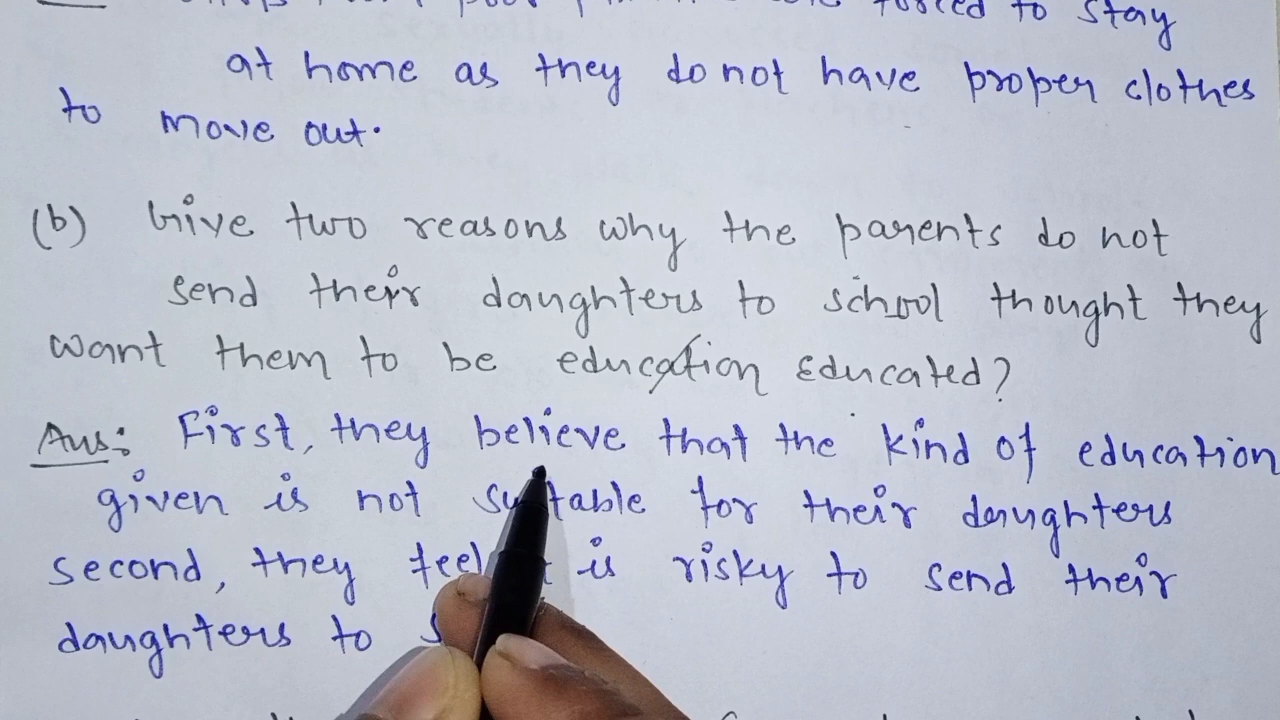 to stay
at home as they do not have proper clothes
to move out.
(b) Give two reasons why the parents do not
send their daughters to school thought they
want them to be education Educated?
Ans: First, they believe that the kind of education
given is not suitable for their daughters
second, they feel is risky to send their
daughters to